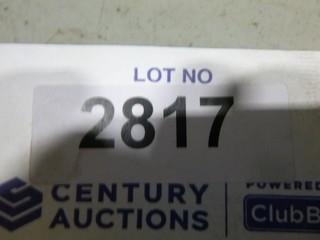 LOT NO
2817
CENTURY AUCTIONS
POWERED
ClubB